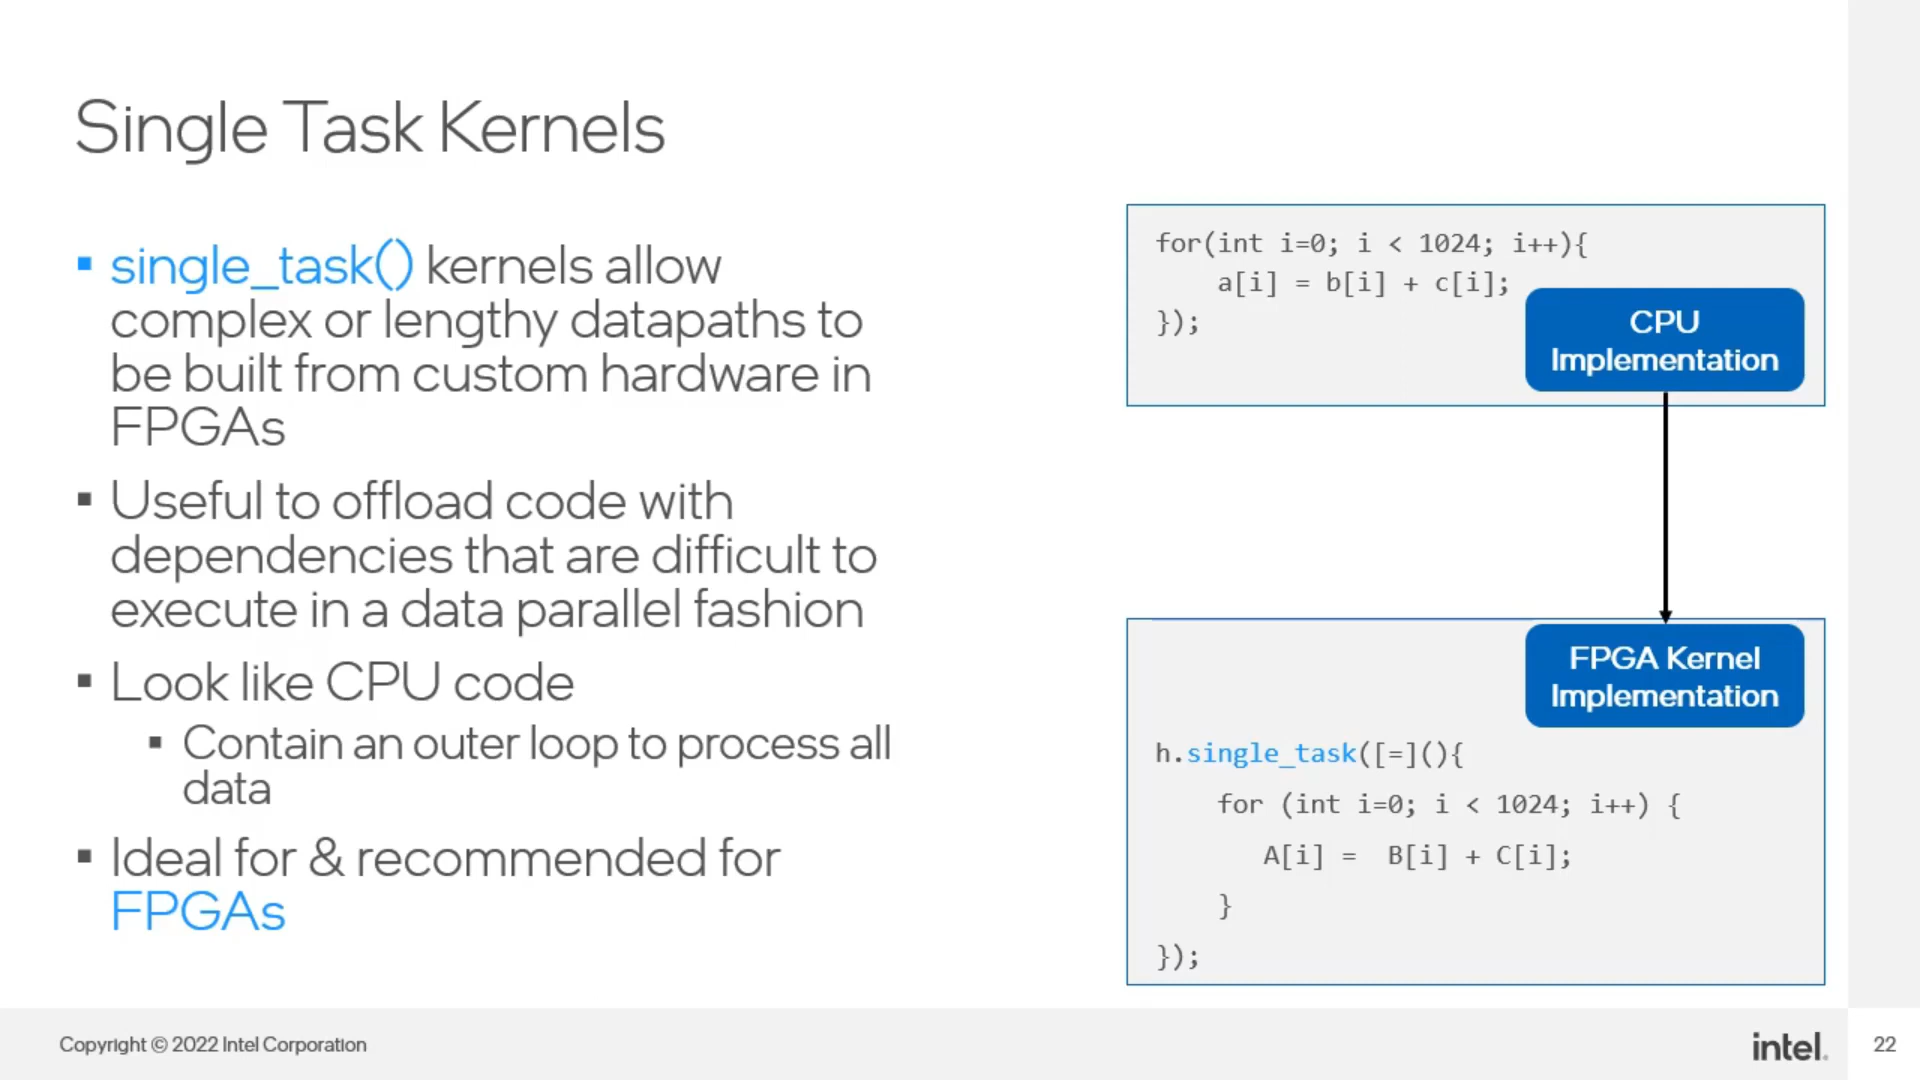 Single Task Kernels
▪ single_task() kernels allow
complex or lengthy datapaths to
be built from custom hardware in
FPGAs
▪ Useful to offload code with
dependencies that are difficult to
execute in a data parallel fashion
▪ Look like CPU code
▪ Contain an outer loop to process all
data
▪ Ideal for & recommended for
FPGAs
for(int i=0; i < 1024; i++){
a[i] = b[i] + c[i];
});
CPU
Implementation
FPGA Kernel
Implementation
h.single_task([=](){
for (int i=0; i < 1024; i++) {
A[i] =  B[i] + C[i];
}
});
Copyright © 2022 Intel Corporation
intel.
22